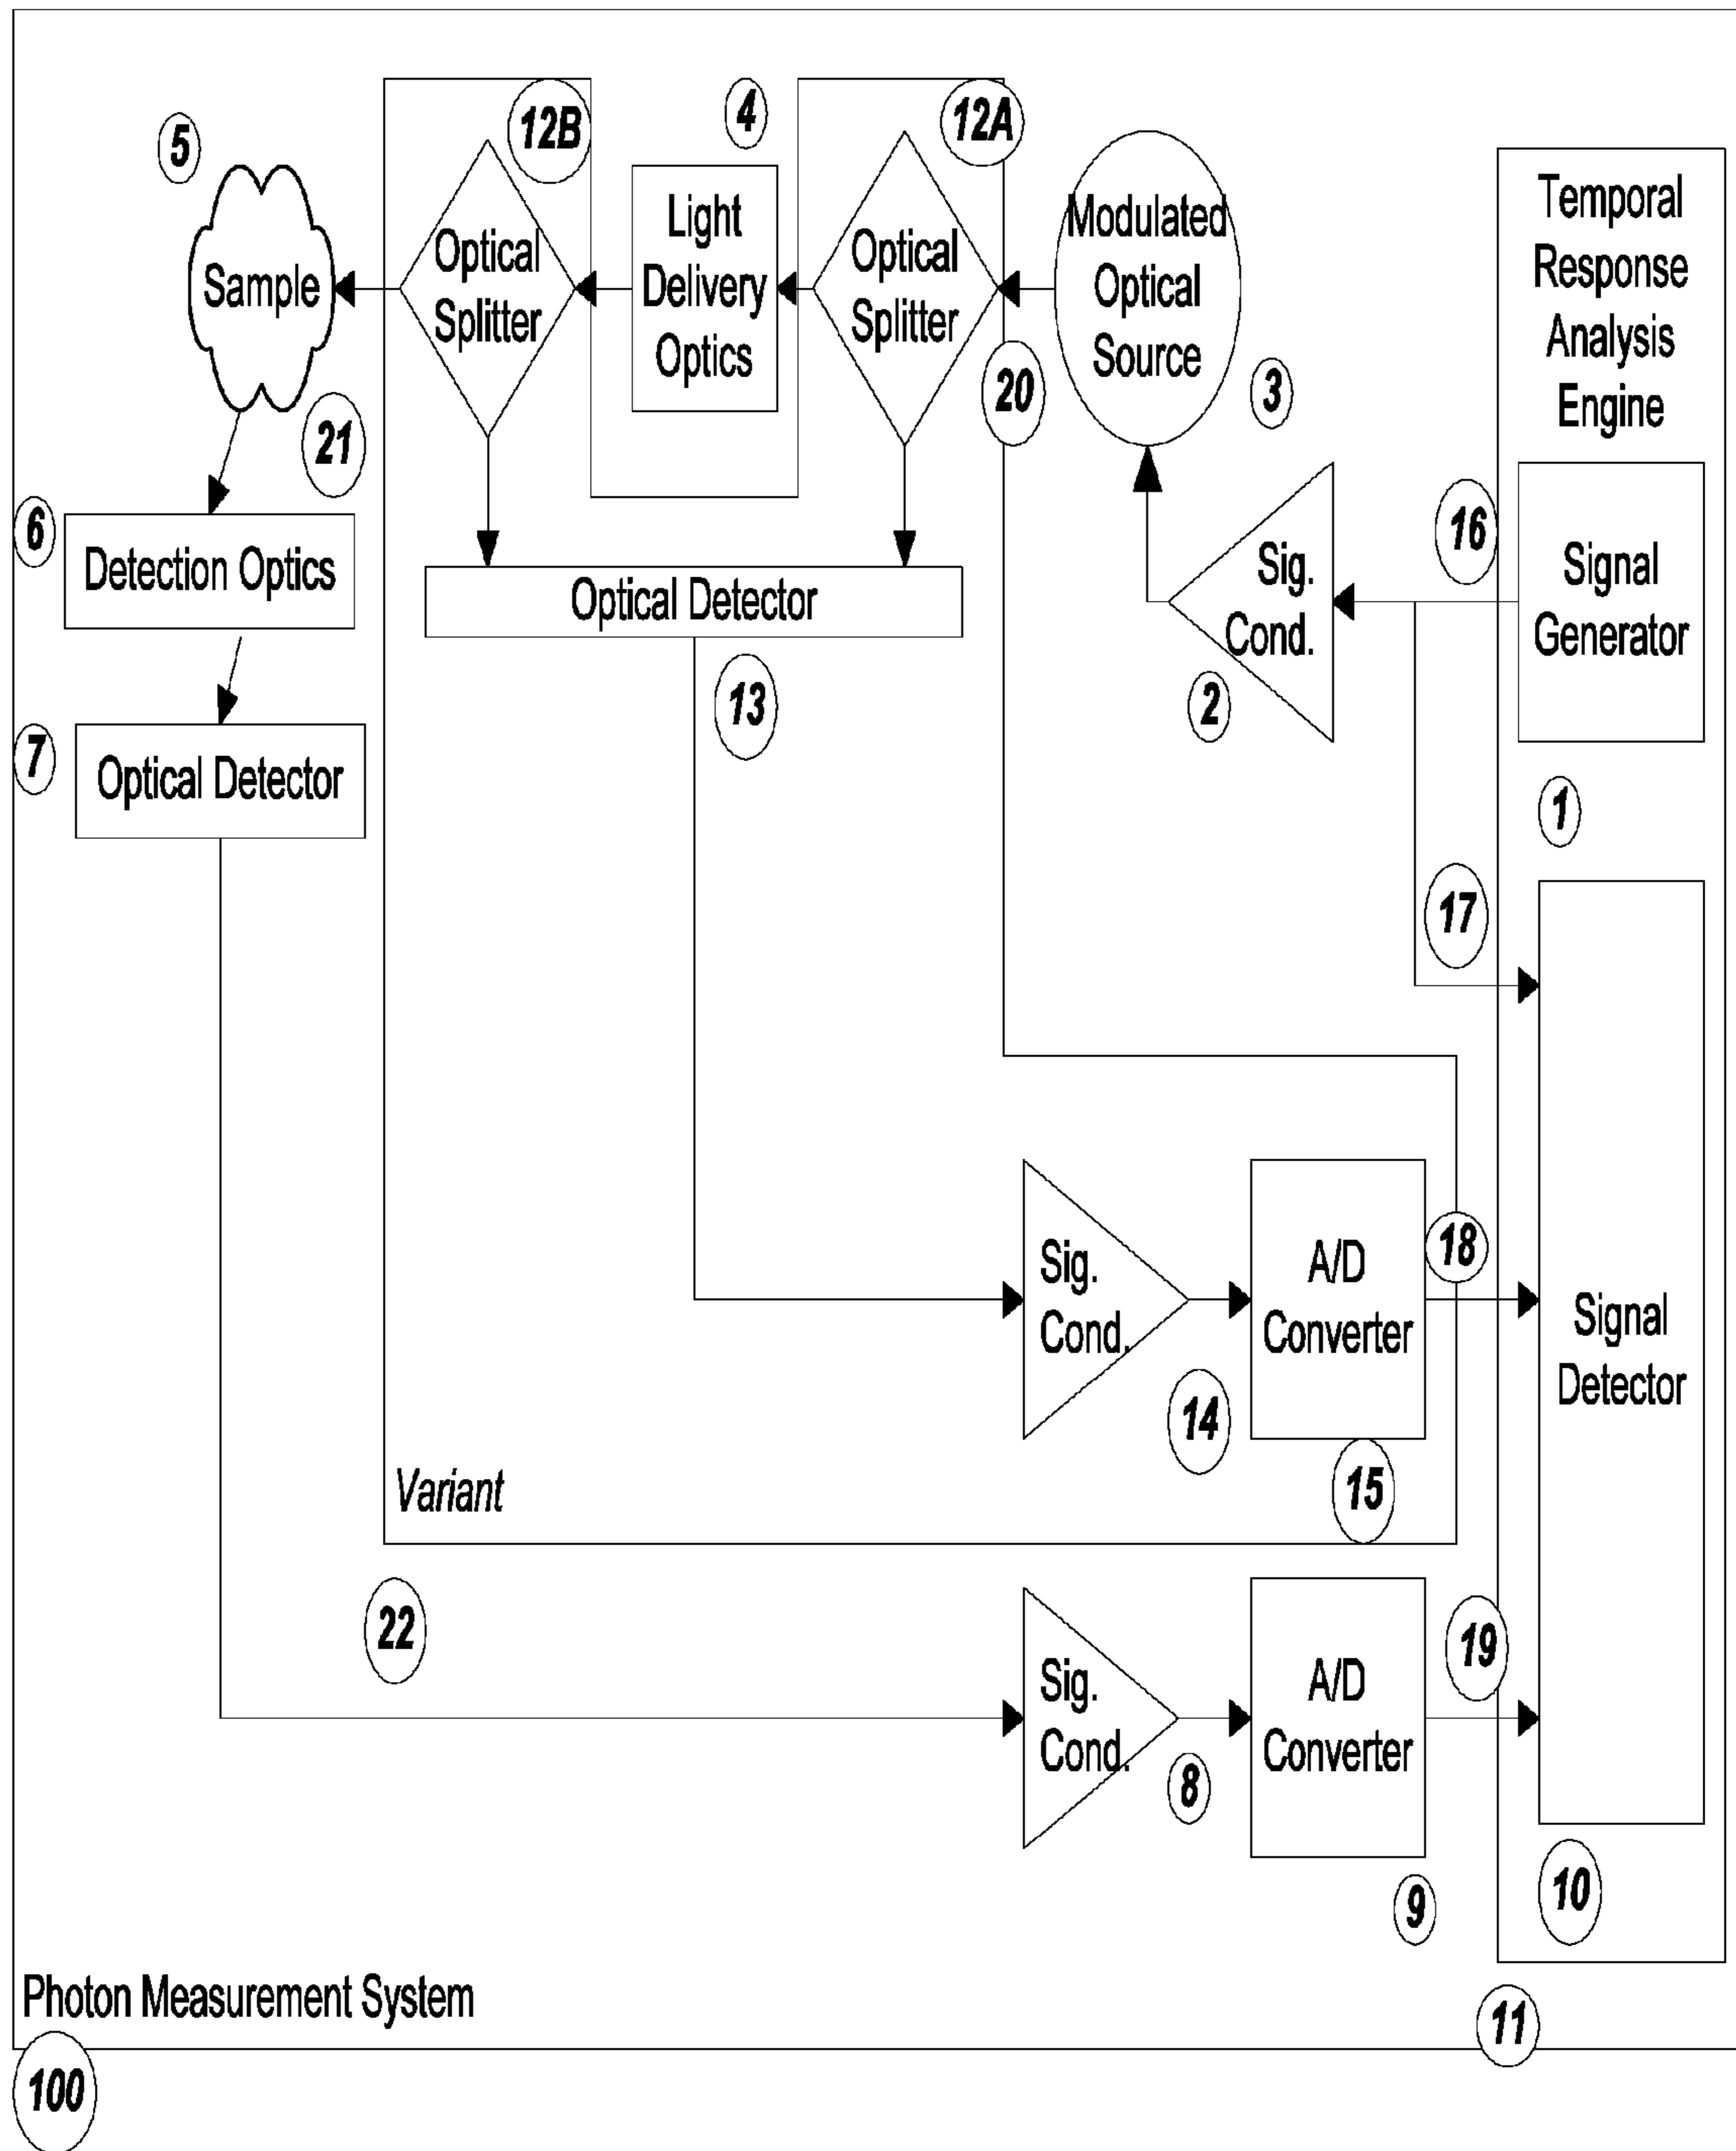 5
12B
4
12A
Sample
Optical
Splitter
Light
Delivery
Optics
Optical
Splitter
Modulated
Optical
Source
Temporal
Response
Analysis
Engine
20
3
21
6
Detection Optics
Optical Detector
Sig.
Cond.
16
Signal
Generator
13
2
7
Optical Detector
1
17
Sig.
Cond.
A/D
Converter
18
Signal
Detector
14
15
Variant
22
Sig.
Cond.
A/D
Converter
19
8
9
10
Photon Measurement System
11
100